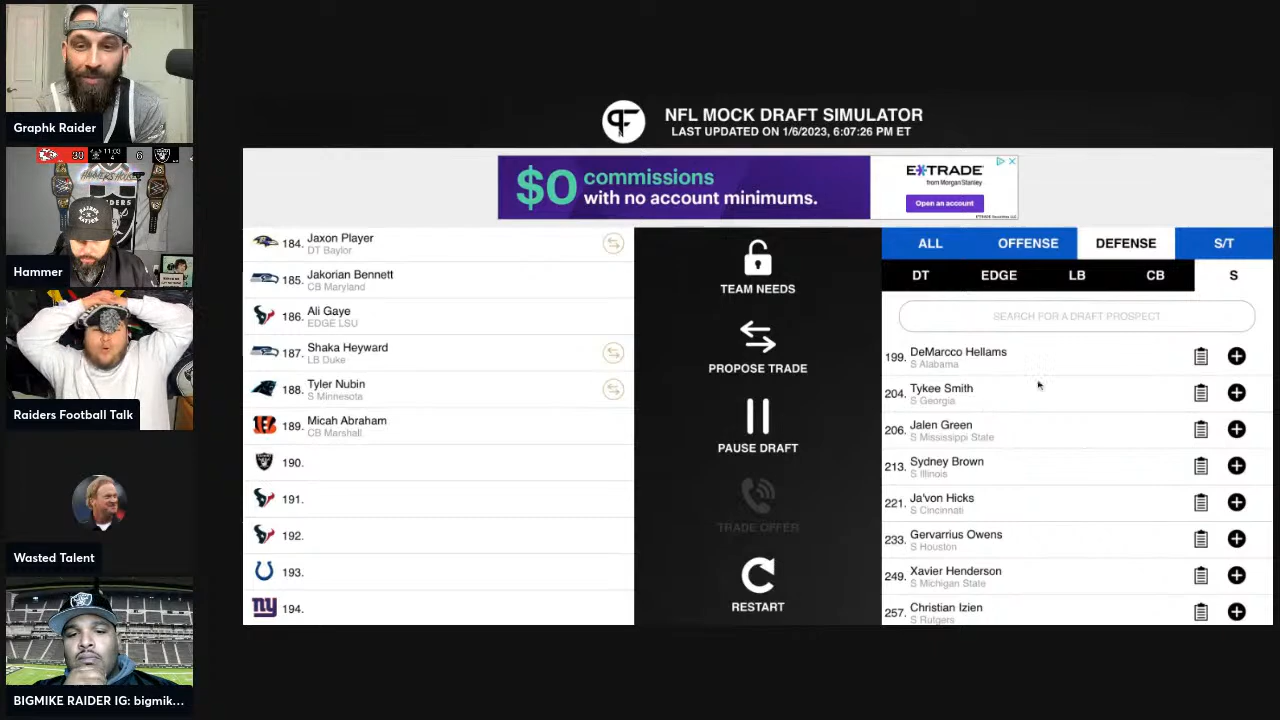 Graphk Raider
30
11:03
4
6
Hammer
Raiders Football Talk
Wasted Talent
BIGMIKE RAIDER IG: bigmik...
NFL MOCK DRAFT SIMULATOR
LAST UPDATED ON 1/6/2023, 6:07:26 PM ET
$0 commissions
with no account minimums.
E*TRADE
from Morgan Stanley
Open an account
184. Jaxon Player
DT Baylor
185. Jakorian Bennett
CB Maryland
186. Ali Gaye
EDGE LSU
187. Shaka Heyward
LB Duke
188. Tyler Nubin
S Minnesota
189. Micah Abraham
CB Marshall
190.
191.
192.
193.
194.
TEAM NEEDS
PROPOSE TRADE
PAUSE DRAFT
TRADE OFFER
RESTART
ALL OFFENSE DEFENSE S/T
DT EDGE LB CB S
SEARCH FOR A DRAFT PROSPECT
199. DeMarcco Hellams
S Alabama
204. Tykee Smith
S Georgia
206. Jalen Green
S Mississippi State
213. Sydney Brown
S Illinois
221. Ja'von Hicks
S Cincinnati
233. Gervarrius Owens
S Houston
249. Xavier Henderson
S Michigan State
257. Christian Izien
S Rutgers